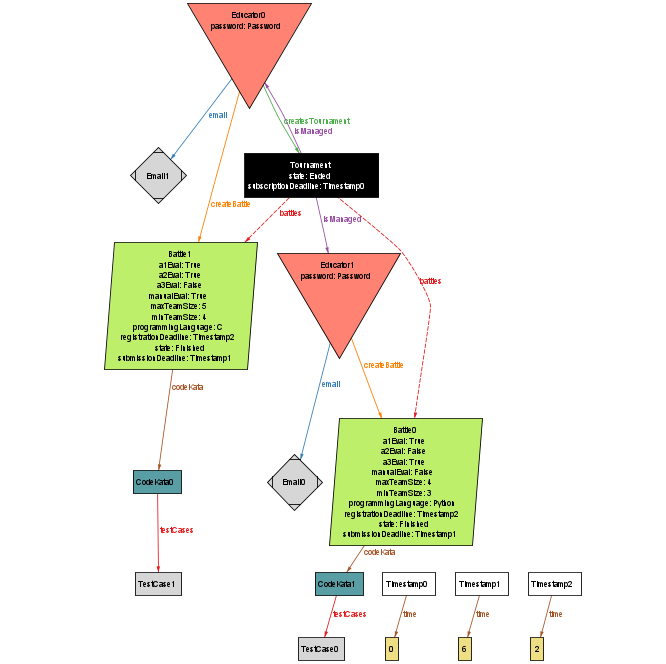 Educator0
password: Password
email
createsTournament
isManaged
Tournament
state: Ended
subscriptionDeadline: Timestamp0
Email1
createBattle
battles
isManaged
Battle1
a1Eval: True
a2Eval: True
a3Eval: False
manualEval: True
maxTeamSize: 5
minTeamSize: 4
programmingLanguage: C
registrationDeadline: Timestamp2
state: Finished
submissionDeadline: Timestamp1
Educator1
password: Password
battles
createBattle
email
codeKata
Battle0
a1Eval: True
a2Eval: False
a3Eval: True
manualEval: False
maxTeamSize: 4
minTeamSize: 3
programmingLanguage: Python
registrationDeadline: Timestamp2
state: Finished
submissionDeadline: Timestamp1
CodeKata0
Email0
testCases
codeKata
TestCase1
CodeKata1
Timestamp0
Timestamp1
Timestamp2
testCases
time
time
time
TestCase0
0
6
2